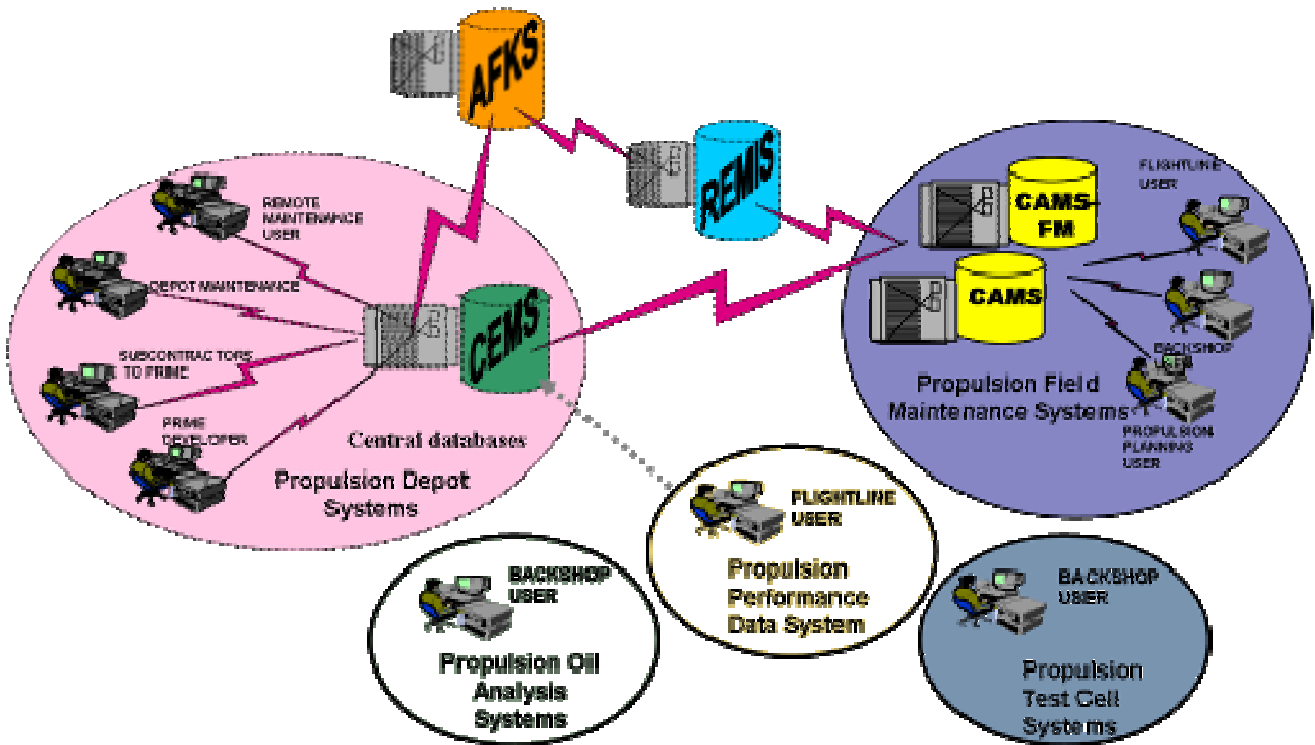 AFKS
REMIS
REMOTE
MAINTENANCE
USER
DEPOT MAINTENANCE
SUBCONTRACTORS
TO PRIME
PRIME
DEVELOPER
CEMS
Central databases
Propulsion Depot
Systems
CAMS-
FM
CAMS
FLIGHTLINE
USER
BACKSHOP
USER
Propulsion Field
Maintenance Systems
PROPULSION
PLANNING
USER
FLIGHTLINE
USER
Propulsion
Performance
Data System
BACKSHOP
USER
Propulsion Oil
Analysis
Systems
BACKSHOP
USER
Propulsion
Test Cell
Systems